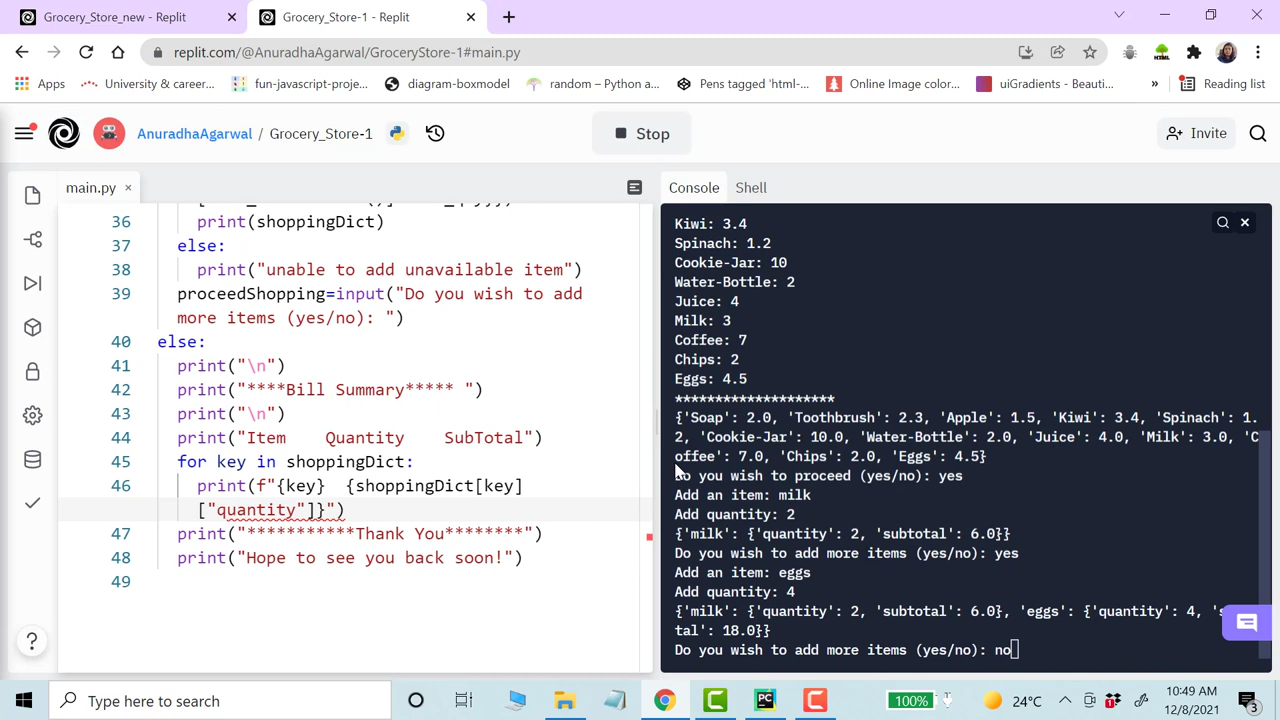 Grocery_Store_new - Replit
Grocery_Store-1 - Replit
replit.com/@AnuradhaAgarwal/GroceryStore-1#main.py
Apps University & career... fun-javascript-proje... diagram-boxmodel random – Python a... Pens tagged 'html-... Online Image color... uiGradients - Beauti... » Reading list
AnuradhaAgarwal / Grocery_Store-1
Stop
Invite
main.py
Console Shell
36 print(shoppingDict)
37 else:
38 print("unable to add unavailable item")
39 proceedShopping=input("Do you wish to add
more items (yes/no): ")
40 else:
41 print("\n")
42 print("****Bill Summary***** ")
43 print("\n")
44 print("Item    Quantity    SubTotal")
45 for key in shoppingDict:
46 print(f"{key}  {shoppingDict[key]
["quantity"]}")
47 print("***********Thank You********")
48 print("Hope to see you back soon!")
49
Kiwi: 3.4
Spinach: 1.2
Cookie-Jar: 10
Water-Bottle: 2
Juice: 4
Milk: 3
Coffee: 7
Chips: 2
Eggs: 4.5
********************
{'Soap': 2.0, 'Toothbrush': 2.3, 'Apple': 1.5, 'Kiwi': 3.4, 'Spinach': 1.
2, 'Cookie-Jar': 10.0, 'Water-Bottle': 2.0, 'Juice': 4.0, 'Milk': 3.0, 'C
offee': 7.0, 'Chips': 2.0, 'Eggs': 4.5}
Do you wish to proceed (yes/no): yes
Add an item: milk
Add quantity: 2
{'milk': {'quantity': 2, 'subtotal': 6.0}}
Do you wish to add more items (yes/no): yes
Add an item: eggs
Add quantity: 4
{'milk': {'quantity': 2, 'subtotal': 6.0}, 'eggs': {'quantity': 4,
tal': 18.0}}
Do you wish to add more items (yes/no): no
?
Type here to search
100%
24°C
10:49 AM
12/8/2021
3